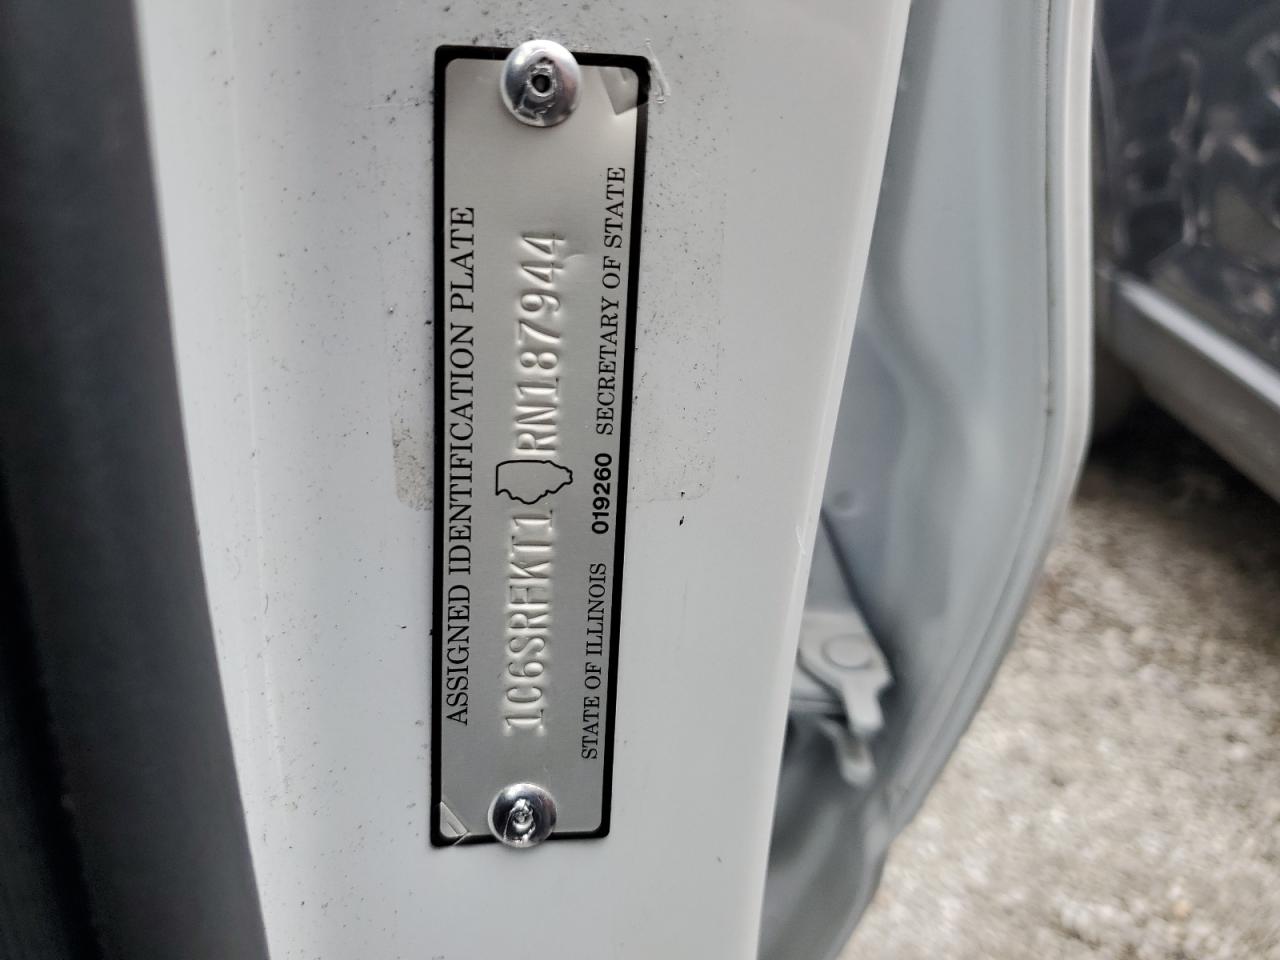 ASSIGNED IDENTIFICATION PLATE
1C6SRFKT1RN187944
STATE OF ILLINOIS 019260 SECRETARY OF STATE